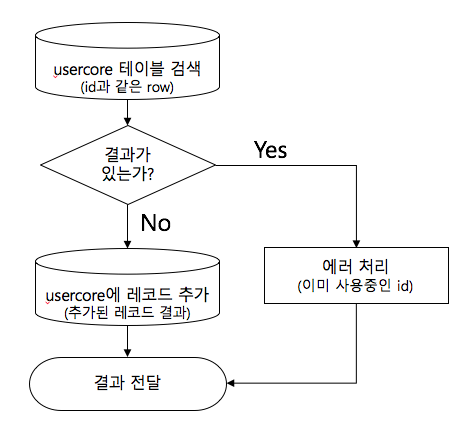 usercore 테이블 검색
(id과 같은 row)
결과가
있는가?
Yes
No
usercore에 레코드 추가
(추가된 레코드 결과)
에러 처리
(이미 사용중인 id)
결과 전달